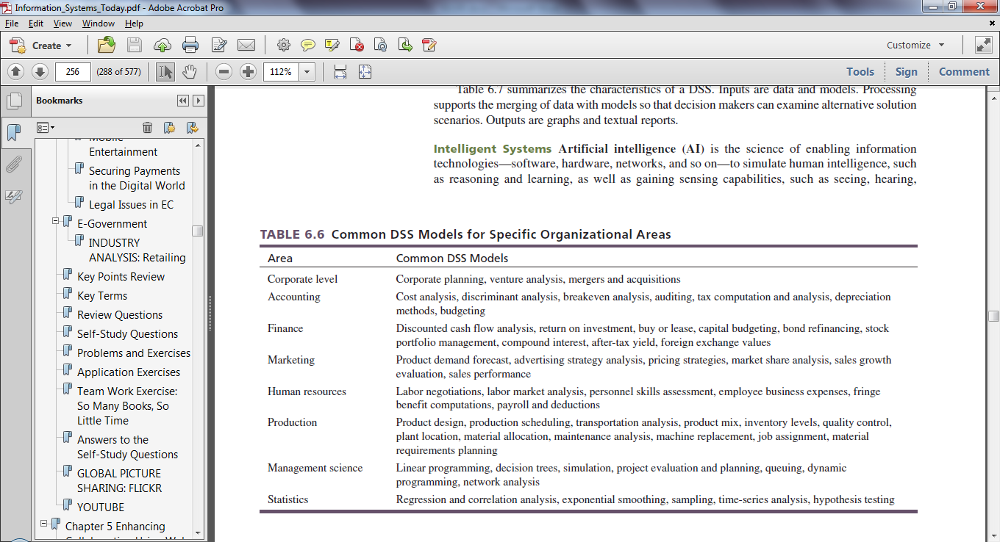 Information_Systems_Today.pdf - Adobe Acrobat Pro
File Edit View Window Help
Create
Customize
256 (288 of 577)
112%
Tools Sign Comment
Bookmarks
Mobile
Entertainment
Securing Payments
in the Digital World
Legal Issues in EC
E-Government
INDUSTRY
ANALYSIS: Retailing
Key Points Review
Key Terms
Review Questions
Self-Study Questions
Problems and Exercises
Application Exercises
Team Work Exercise:
So Many Books, So
Little Time
Answers to the
Self-Study Questions
GLOBAL PICTURE
SHARING: FLICKR
YOUTUBE
Chapter 5 Enhancing
Table 6.7 summarizes the characteristics of a DSS. Inputs are data and models. Processing
supports the merging of data with models so that decision makers can examine alternative solution
scenarios. Outputs are graphs and textual reports.
Intelligent Systems Artificial intelligence (AI) is the science of enabling information
technologies—software, hardware, networks, and so on—to simulate human intelligence, such
as reasoning and learning, as well as gaining sensing capabilities, such as seeing, hearing,
TABLE 6.6 Common DSS Models for Specific Organizational Areas
Area Common DSS Models
Corporate level Corporate planning, venture analysis, mergers and acquisitions
Accounting Cost analysis, discriminant analysis, breakeven analysis, auditing, tax computation and analysis, depreciation
methods, budgeting
Finance Discounted cash flow analysis, return on investment, buy or lease, capital budgeting, bond refinancing, stock
portfolio management, compound interest, after-tax yield, foreign exchange values
Marketing Product demand forecast, advertising strategy analysis, pricing strategies, market share analysis, sales growth
evaluation, sales performance
Human resources Labor negotiations, labor market analysis, personnel skills assessment, employee business expenses, fringe
benefit computations, payroll and deductions
Production Product design, production scheduling, transportation analysis, product mix, inventory levels, quality control,
plant location, material allocation, maintenance analysis, machine replacement, job assignment, material
requirements planning
Management science Linear programming, decision trees, simulation, project evaluation and planning, queuing, dynamic
programming, network analysis
Statistics Regression and correlation analysis, exponential smoothing, sampling, time-series analysis, hypothesis testing